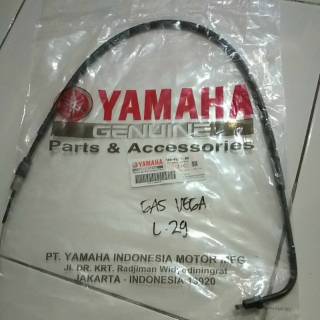 YAMAHA
GENUINE
Parts & Accessories
YAMAHA
GAS VEGA
L-29
PT. YAMAHA INDONESIA MOTOR MFG
JL. DR. KRT. Radjiman Widyodiningrat
JAKARTA - INDONESIA 13920